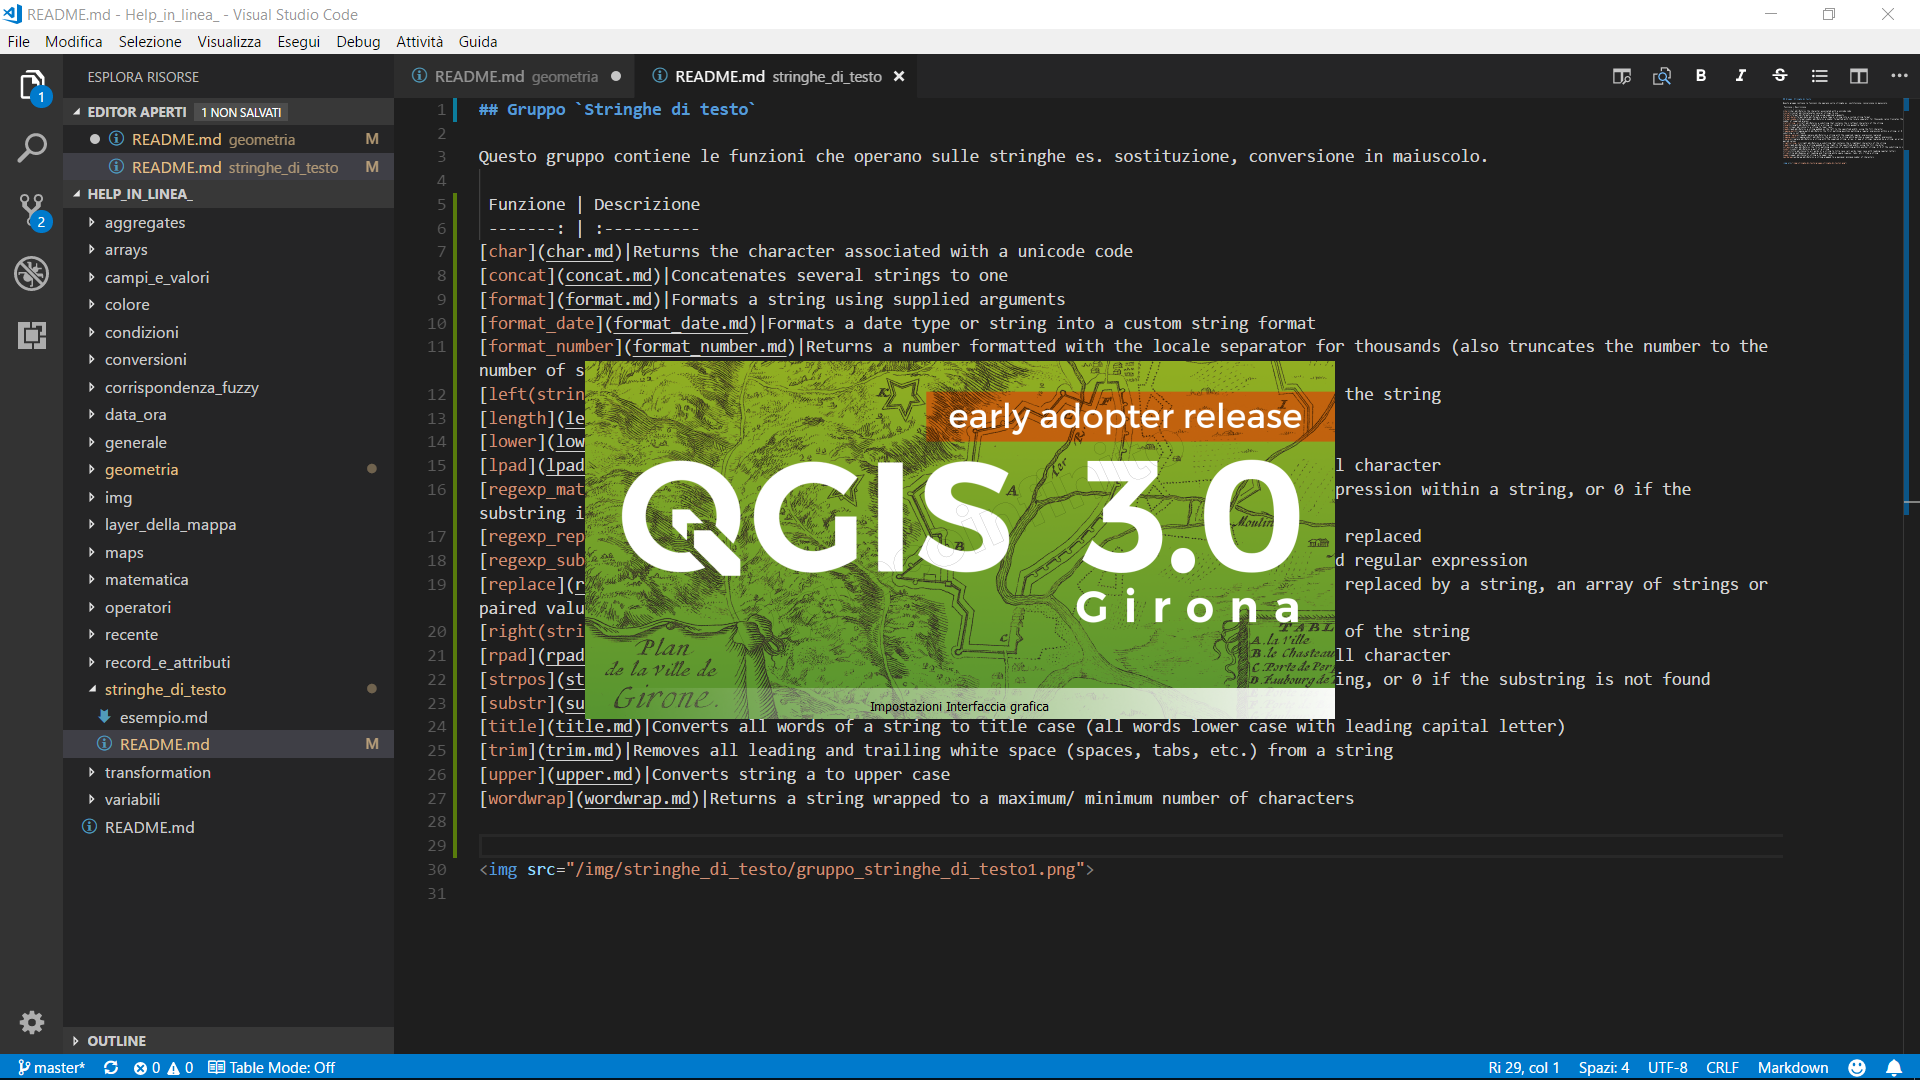 README.md - Help_in_linea_ - Visual Studio Code
File Modifica Selezione Visualizza Esegui Debug Attività Guida
ESPLORA RISORSE
1
EDITOR APERTI 1 NON SALVATI
README.md geometria M
README.md stringhe_di_testo M
HELP_IN_LINEA_
2
aggregates
arrays
campi_e_valori
colore
condizioni
conversioni
corrispondenza_fuzzy
data_ora
generale
geometria
img
layer_della_mappa
maps
matematica
operatori
recente
record_e_attributi
stringhe_di_testo
esempio.md
README.md M
transformation
variabili
README.md
OUTLINE
README.md geometria
README.md stringhe_di_testo
B I S
1 ## Gruppo `Stringhe di testo`
2
3 Questo gruppo contiene le funzioni che operano sulle stringhe es. sostituzione, conversione in maiuscolo.
4
5 Funzione | Descrizione
6 -------: | :----------
7 [char](char.md)|Returns the character associated with a unicode code
8 [concat](concat.md)|Concatenates several strings to one
9 [format](format.md)|Formats a string using supplied arguments
10 [format_date](format_date.md)|Formats a date type or string into a custom string format
11 [format_number](format_number.md)|Returns a number formatted with the locale separator for thousands (also truncates the number to the
number of s
12 [left(strin the string
13 [length](le
14 [lower](low
15 [lpad](lpad l character
16 [regexp_mat pression within a string, or 0 if the
substring i
17 [regexp_rep replaced
18 [regexp_sub d regular expression
19 [replace](r replaced by a string, an array of strings or
paired valu
20 [right(stri of the string
21 [rpad](rpad ll character
22 [strpos](st ing, or 0 if the substring is not found
23 [substr](su
24 [title](title.md)|Converts all words of a string to title case (all words lower case with leading capital letter)
25 [trim](trim.md)|Removes all leading and trailing white space (spaces, tabs, etc.) from a string
26 [upper](upper.md)|Converts string a to upper case
27 [wordwrap](wordwrap.md)|Returns a string wrapped to a maximum/ minimum number of characters
28
29
30 <img src="/img/stringhe_di_testo/gruppo_stringhe_di_testo1.png">
31
early adopter release
QGIS 3.0
Girona
Plan
de la ville de
Girone.
TABL
A. la Ville
B. le Chasteau
C. Porte de Per
D. Faubourg de
Moulin
Impostazioni Interfaccia grafica
master* 0 0 Table Mode: Off
Ri 29, col 1 Spazi: 4 UTF-8 CRLF Markdown